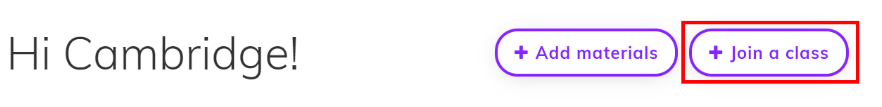 Hi Cambridge!
+ Add materials
+ Join a class